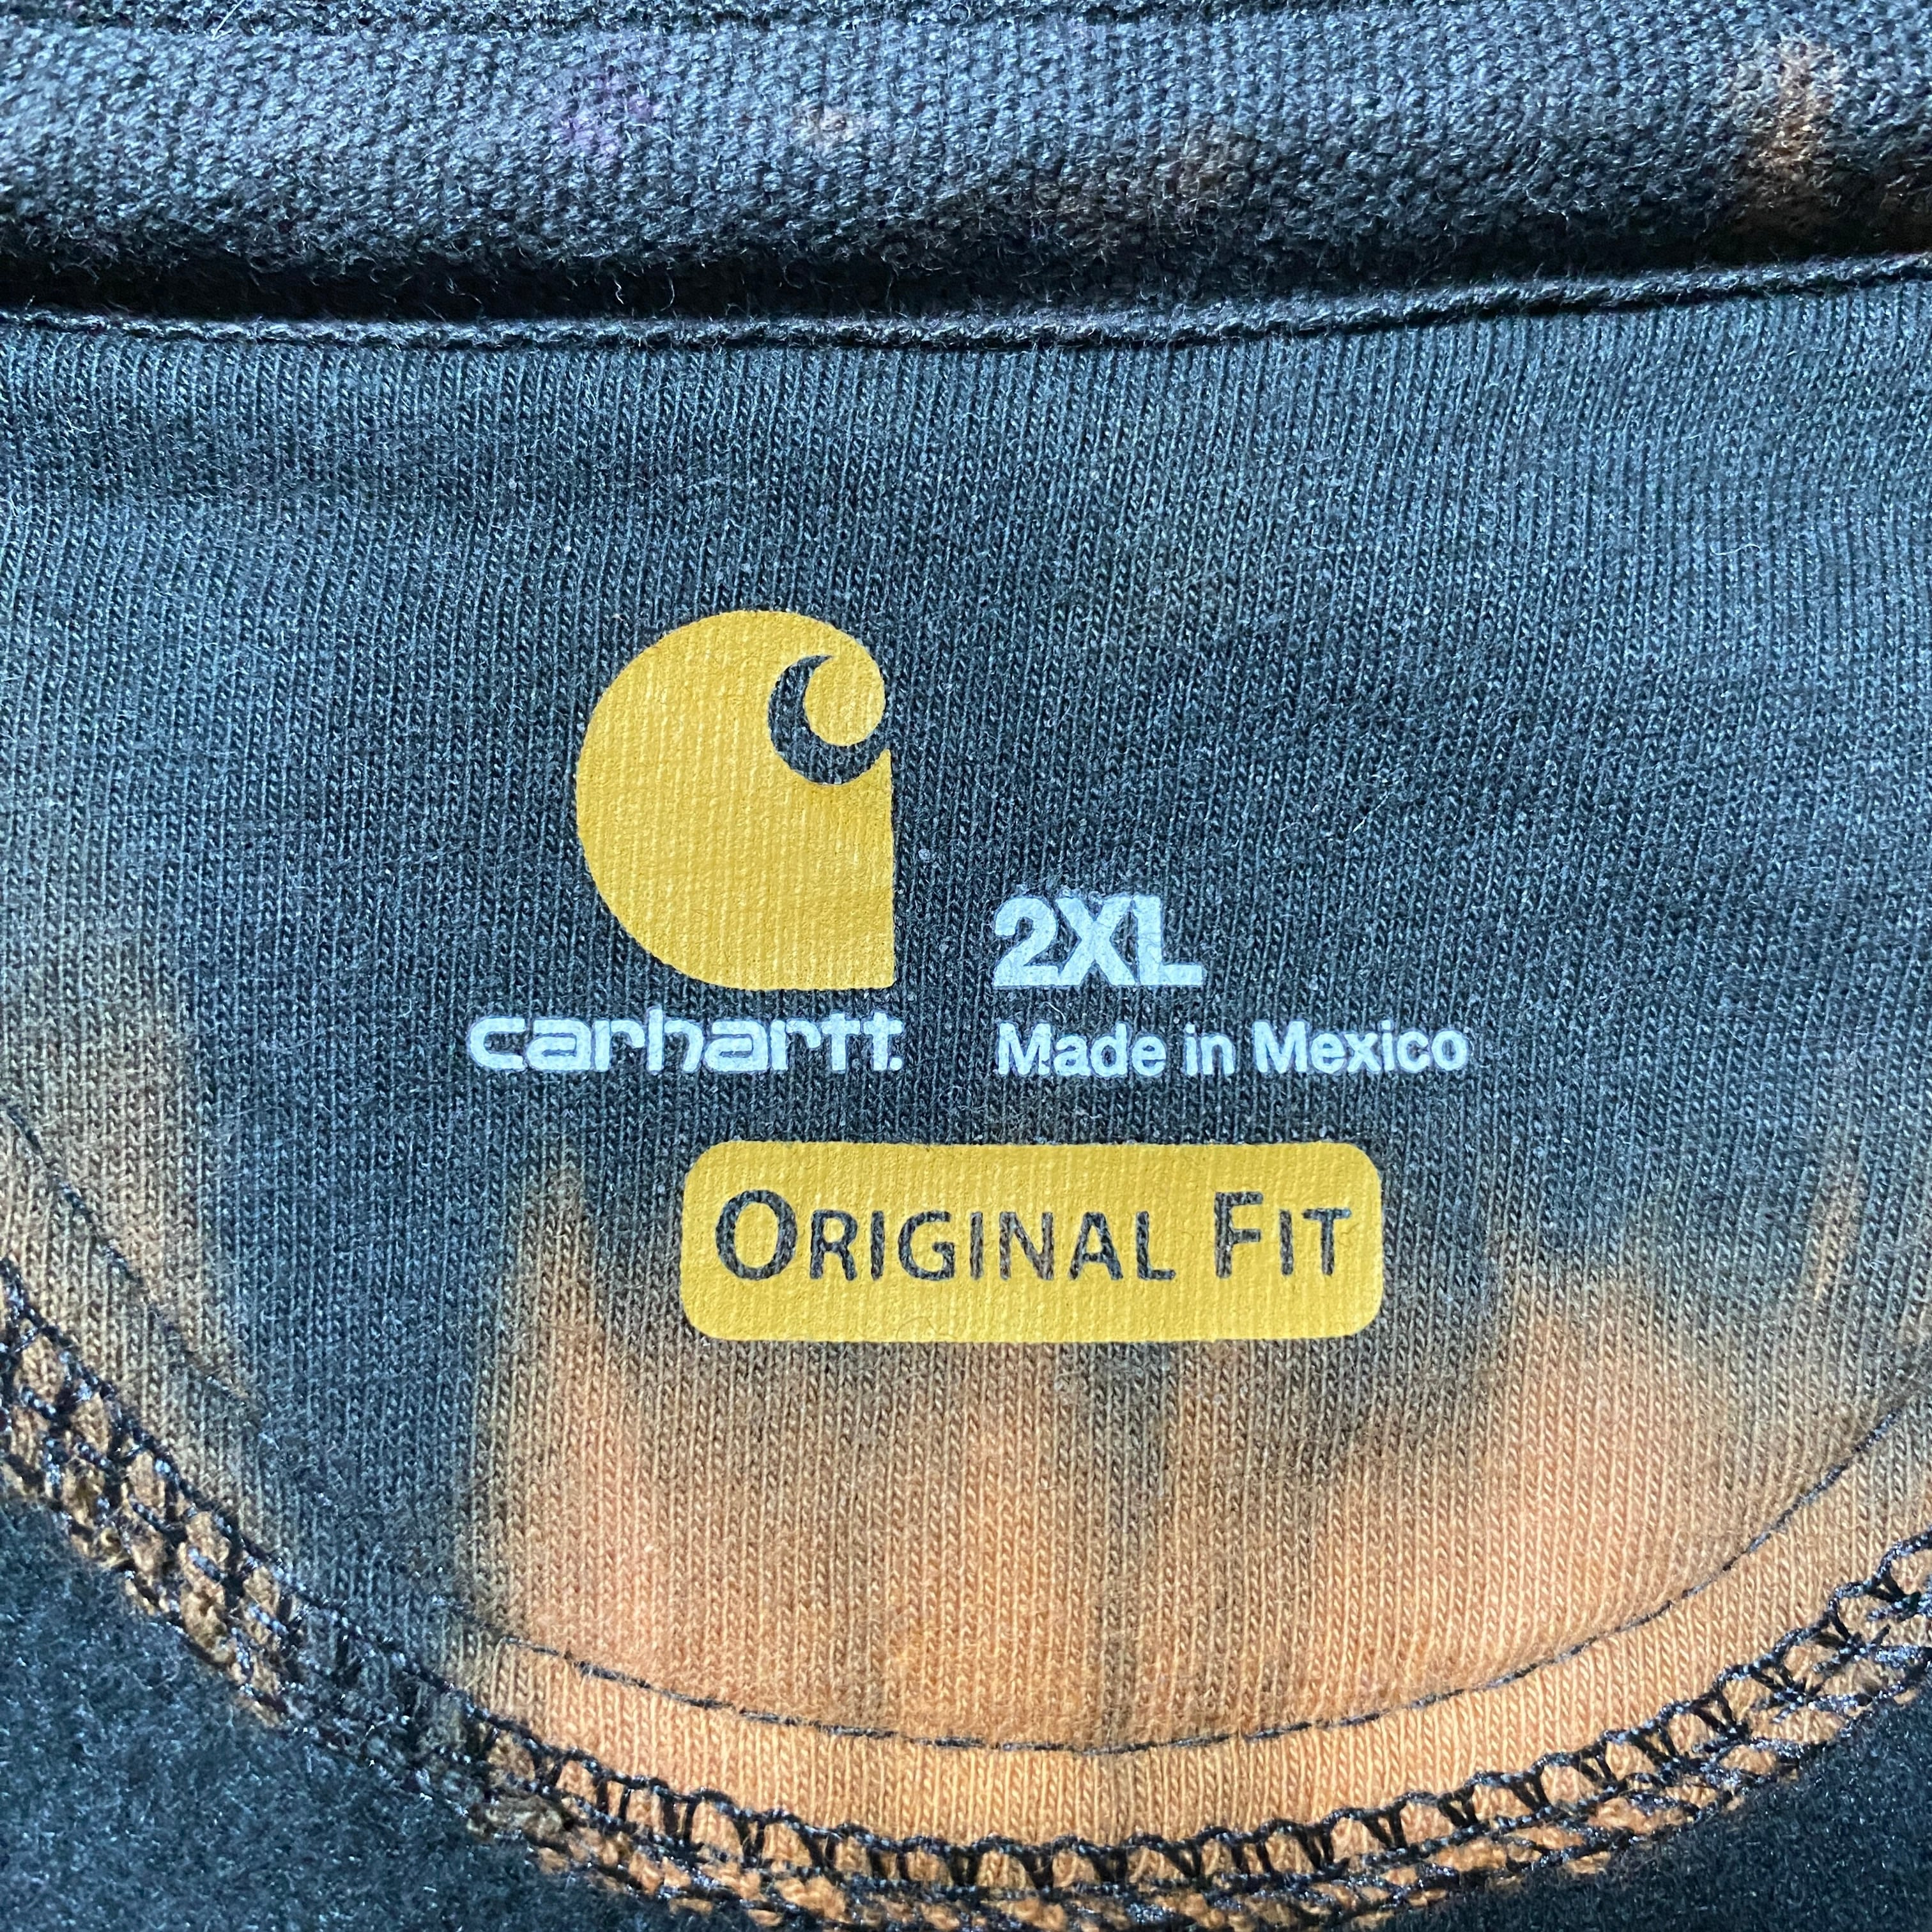 2XL
carhartt.
Made in Mexico
ORIGINAL FIT